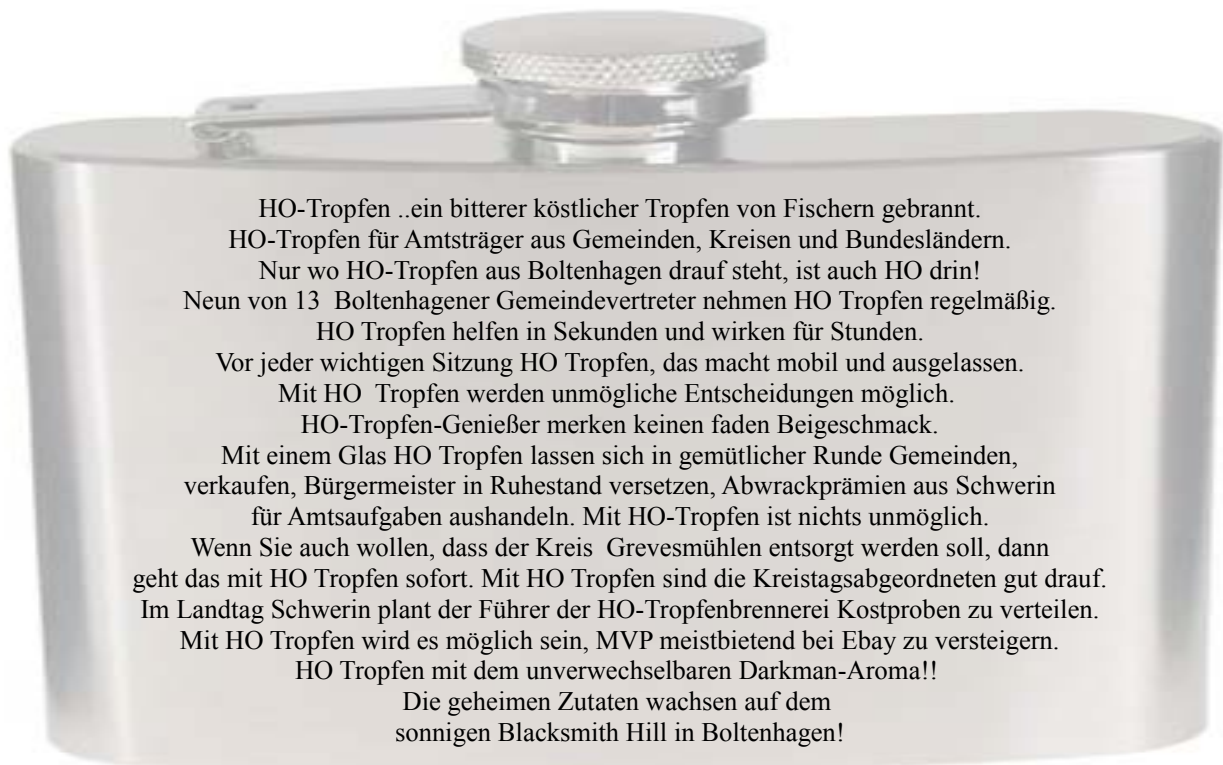 HO-Tropfen ..ein bitterer köstlicher Tropfen von Fischern gebrannt.
HO-Tropfen für Amtsträger aus Gemeinden, Kreisen und Bundesländern.
Nur wo HO-Tropfen aus Boltenhagen drauf steht, ist auch HO drin!
Neun von 13  Boltenhagener Gemeindevertreter nehmen HO Tropfen regelmäßig.
HO Tropfen helfen in Sekunden und wirken für Stunden.
Vor jeder wichtigen Sitzung HO Tropfen, das macht mobil und ausgelassen.
Mit HO  Tropfen werden unmögliche Entscheidungen möglich.
HO-Tropfen-Genießer merken keinen faden Beigeschmack.
Mit einem Glas HO Tropfen lassen sich in gemütlicher Runde Gemeinden,
verkaufen, Bürgermeister in Ruhestand versetzen, Abwrackprämien aus Schwerin
für Amtsaufgaben aushandeln. Mit HO-Tropfen ist nichts unmöglich.
Wenn Sie auch wollen, dass der Kreis  Grevesmühlen entsorgt werden soll, dann
geht das mit HO Tropfen sofort. Mit HO Tropfen sind die Kreistagsabgeordneten gut drauf.
Im Landtag Schwerin plant der Führer der HO-Tropfenbrennerei Kostproben zu verteilen.
Mit HO Tropfen wird es möglich sein, MVP meistbietend bei Ebay zu versteigern.
HO Tropfen mit dem unverwechselbaren Darkman-Aroma!!
Die geheimen Zutaten wachsen auf dem
sonnigen Blacksmith Hill in Boltenhagen!